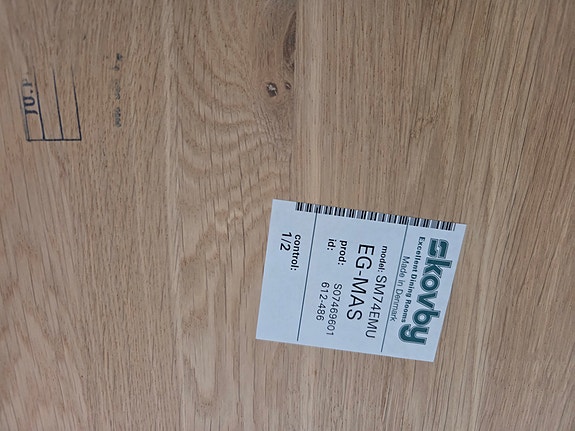 skovby
Excellent Dining Rooms
Made in Denmark
model: SM74EMU
EG-MAS
prod: S07469601
id: 612-486
control:
1/2